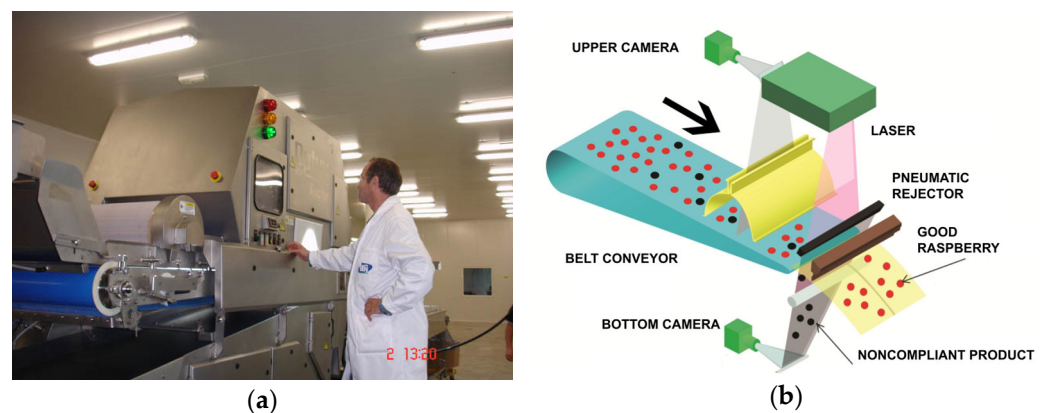 2 13:20
(a)
UPPER CAMERA
LASER
PNEUMATIC
REJECTOR
GOOD
RASPBERRY
BELT CONVEYOR
BOTTOM CAMERA
NONCOMPLIANT PRODUCT
(b)